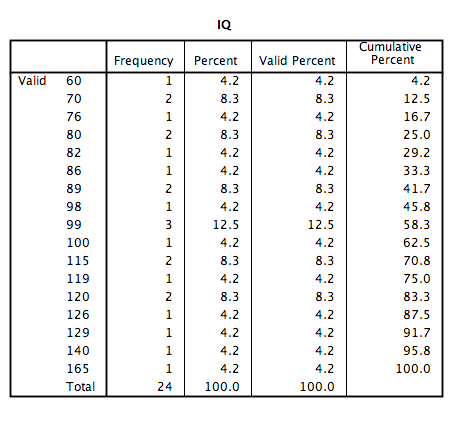 IQ
Frequency Percent Valid Percent Cumulative Percent
Valid 60 1 4.2 4.2 4.2
70 2 8.3 8.3 12.5
76 1 4.2 4.2 16.7
80 2 8.3 8.3 25.0
82 1 4.2 4.2 29.2
86 1 4.2 4.2 33.3
89 2 8.3 8.3 41.7
98 1 4.2 4.2 45.8
99 3 12.5 12.5 58.3
100 1 4.2 4.2 62.5
115 2 8.3 8.3 70.8
119 1 4.2 4.2 75.0
120 2 8.3 8.3 83.3
126 1 4.2 4.2 87.5
129 1 4.2 4.2 91.7
140 1 4.2 4.2 95.8
165 1 4.2 4.2 100.0
Total 24 100.0 100.0